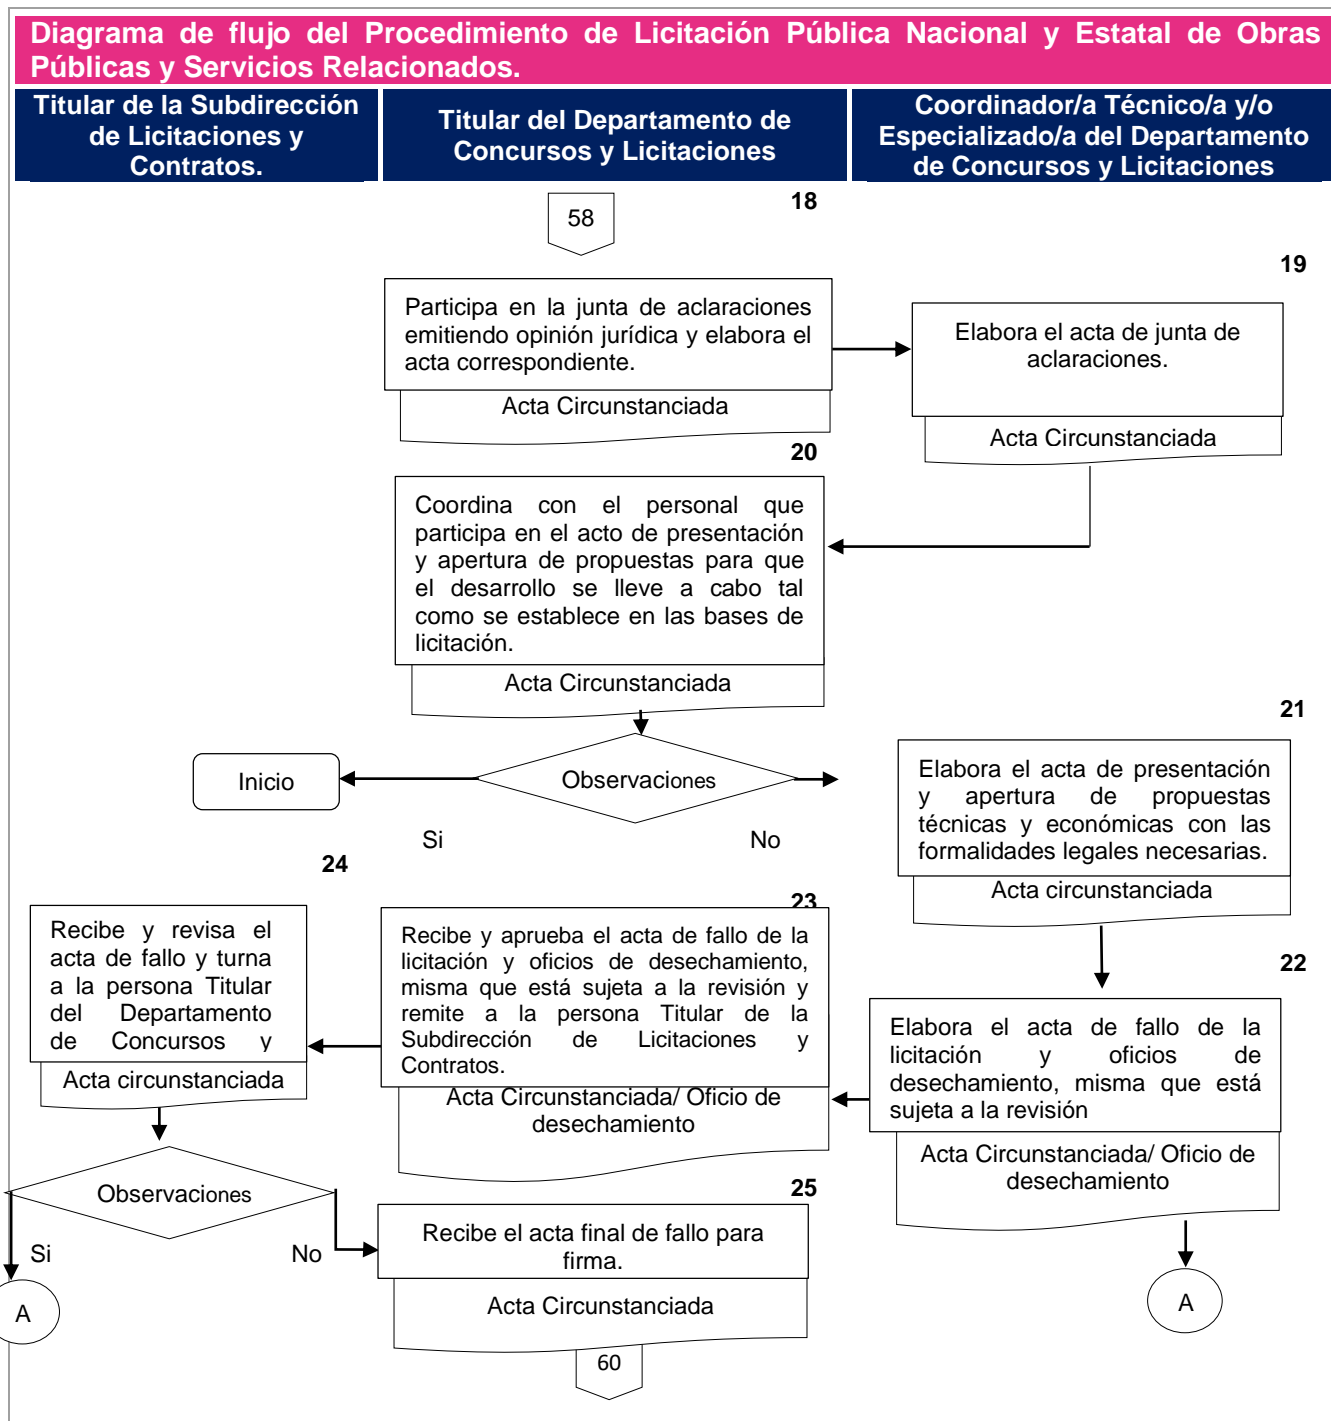 Diagrama de flujo del Procedimiento de Licitación Pública Nacional y Estatal de Obras
Públicas y Servicios Relacionados.
Titular de la Subdirección
de Licitaciones y
Contratos.
Titular del Departamento de
Concursos y Licitaciones
Coordinador/a Técnico/a y/o
Especializado/a del Departamento
de Concursos y Licitaciones
58
18
19
Participa en la junta de aclaraciones
emitiendo opinión jurídica y elabora el
acta correspondiente.
Acta Circunstanciada
Elabora el acta de junta de
aclaraciones.
Acta Circunstanciada
20
Coordina con el personal que
participa en el acto de presentación
y apertura de propuestas para que
el desarrollo se lleve a cabo tal
como se establece en las bases de
licitación.
Acta Circunstanciada
21
Inicio
Observaciones
Si
No
Elabora el acta de presentación
y apertura de propuestas
técnicas y económicas con las
formalidades legales necesarias.
Acta circunstanciada
24
Recibe y revisa el
acta de fallo y turna
a la persona Titular
del Departamento
de Concursos y
Acta circunstanciada
23
Recibe y aprueba el acta de fallo de la
licitación y oficios de desechamiento,
misma que está sujeta a la revisión y
remite a la persona Titular de la
Subdirección de Licitaciones y
Contratos.
Acta Circunstanciada/ Oficio de
desechamiento
22
Elabora el acta de fallo de la
licitación y oficios de
desechamiento, misma que está
sujeta a la revisión
Acta Circunstanciada/ Oficio de
desechamiento
Observaciones
Si
No
A
25
Recibe el acta final de fallo para
firma.
Acta Circunstanciada
60
A